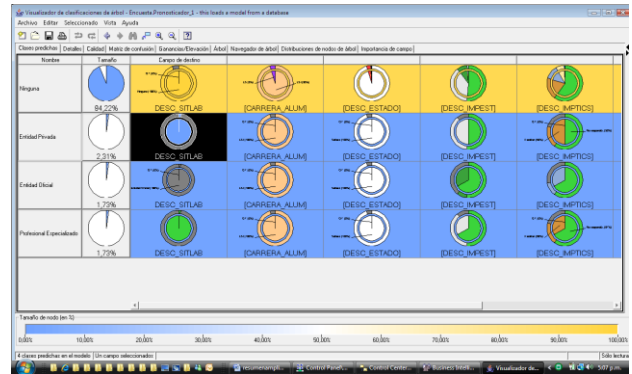 Visualizador de clasificaciones de árbol - Encuesta.Pronosticador_1 - this loads a model from a database
Archivo Editar Seleccionado Vista Ayuda
Clases predichas Detalles Calidad Matriz de confusión Ganancias/Elevación Árbol Navegador de árbol Distribuciones de nodos de árbol Importancia de campo
Nombre Tamaño Campo de destino
Ninguna
84,22% DESC_SITLAB [CARRERA_ALUM] [DESC_ESTADO] [DESC_IMPEST] [DESC_IMPTICS]
Entidad Privada
2,31% DESC_SITLAB [CARRERA_ALUM] [DESC_ESTADO] [DESC_IMPEST] [DESC_IMPTICS]
Entidad Oficial
1,73% DESC_SITLAB [CARRERA_ALUM] [DESC_ESTADO] [DESC_IMPEST] [DESC_IMPTICS]
Profesional Especializado
1,73% DESC_SITLAB [CARRERA_ALUM] [DESC_ESTADO] [DESC_IMPEST] [DESC_IMPTICS]
Tamaño de nodo (en %)
0,00% 10,00% 20,00% 30,00% 40,00% 50,00% 60,00% 70,00% 80,00% 90,00% 100,00%
4 clases predichas en el modelo Un campo seleccionado Sólo lectura
resumenampli... Control Panel... Control Center... Business Intelli... Visualizador de... 5:07 p.m.